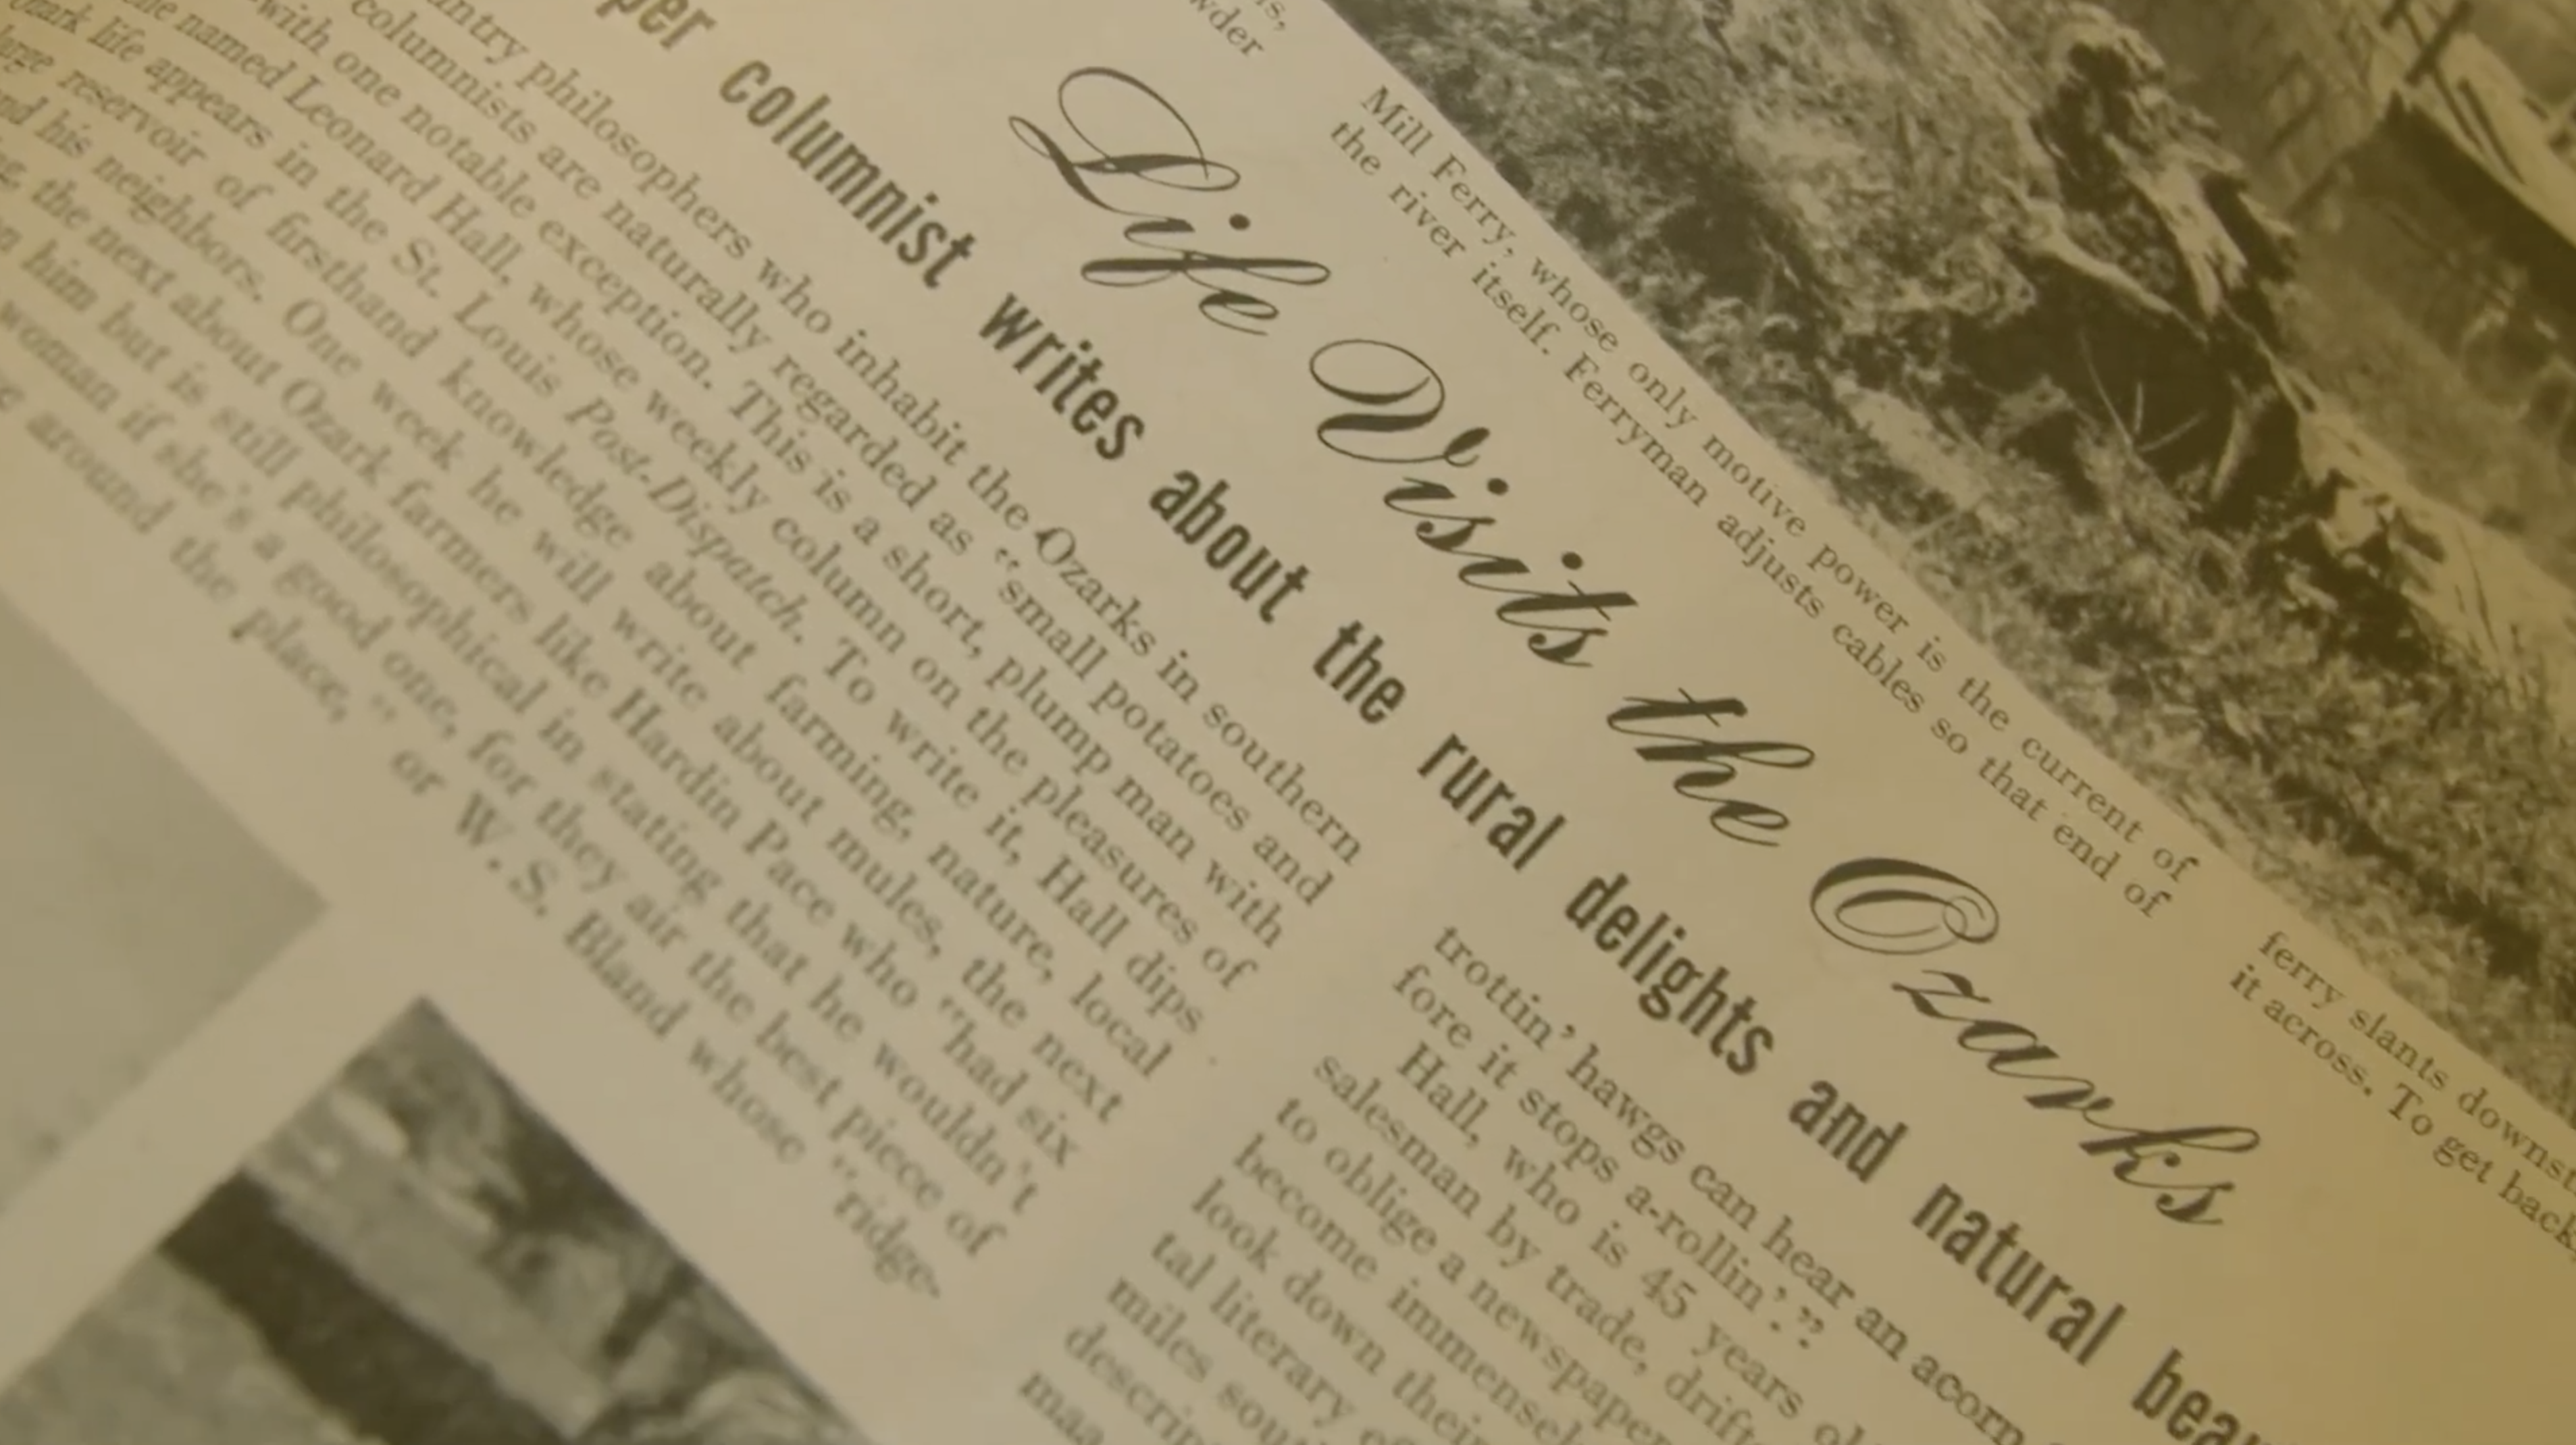 wder
Mill Ferry, whose only motive power is the current of
the river itself. Ferryman adjusts cables so that end of
ferry slants downst
it across. To get back
Life Visits the Ozarks
per columnist writes about the rural delights and natural beau
untry philosophers who inhabit the Ozarks in southern
columnists are naturally regarded as “small potatoes and
with one notable exception. This is a short, plump man with
named Leonard Hall, whose weekly column on the pleasures of
Ozark life appears in the St. Louis Post-Dispatch. To write it, Hall dips
large reservoir of firsthand knowledge about farming, nature, local
nd his neighbors. One week he will write about mules, the next
the next about Ozark farmers like Hardin Pace who “had six
him but is still philosophical in stating that he wouldn't
woman if she's a good one, for they air the best piece of
around the place,” or W. S. Bland whose “ridge-
trottin' hawgs can hear an acorn
fore it stops a-rollin'.”
Hall, who is 45 years ol
salesman by trade, drift
to oblige a newspaper
become immensel
look down their
tal literary
miles sou
descrip
maa